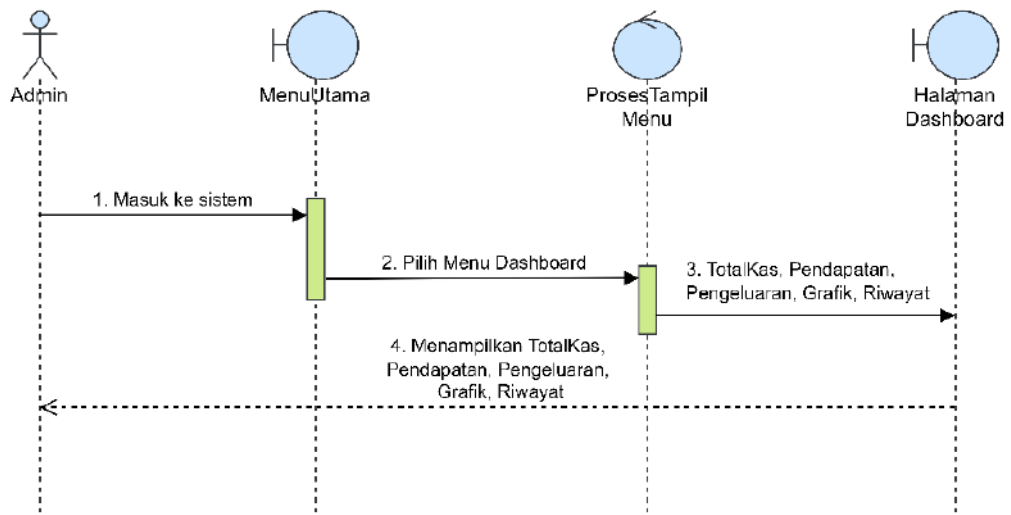 Admin
MenuUtama
ProsesTampil
Menu
Halaman
Dashboard
1. Masuk ke sistem
2. Pilih Menu Dashboard
3. TotalKas, Pendapatan,
Pengeluaran, Grafik, Riwayat
4. Menampilkan TotalKas,
Pendapatan, Pengeluaran,
Grafik, Riwayat